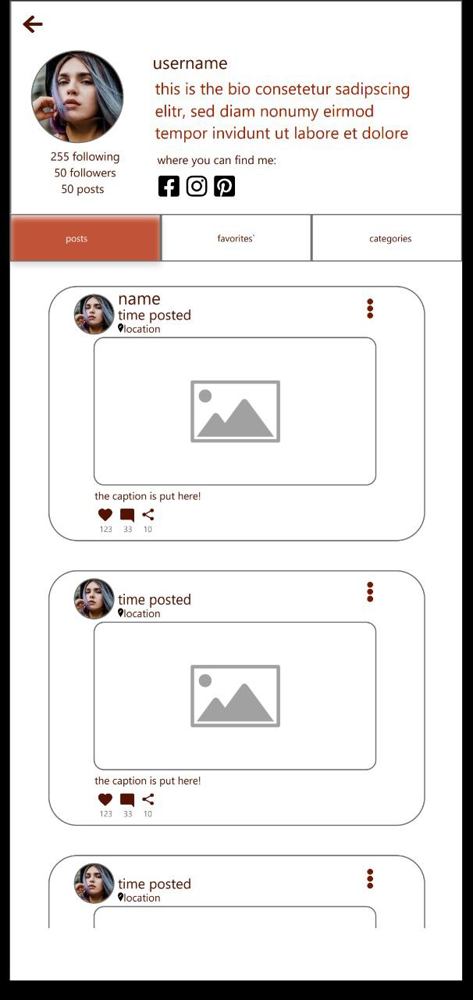 username
this is the bio consetetur sadipscing
elitr, sed diam nonumy eirmod
tempor invidunt ut labore et dolore
255 following
50 followers
50 posts
where you can find me:
posts
favorites`
categories
name
time posted
location
the caption is put here!
123 33 10
time posted
location
the caption is put here!
123 33 10
time posted
location